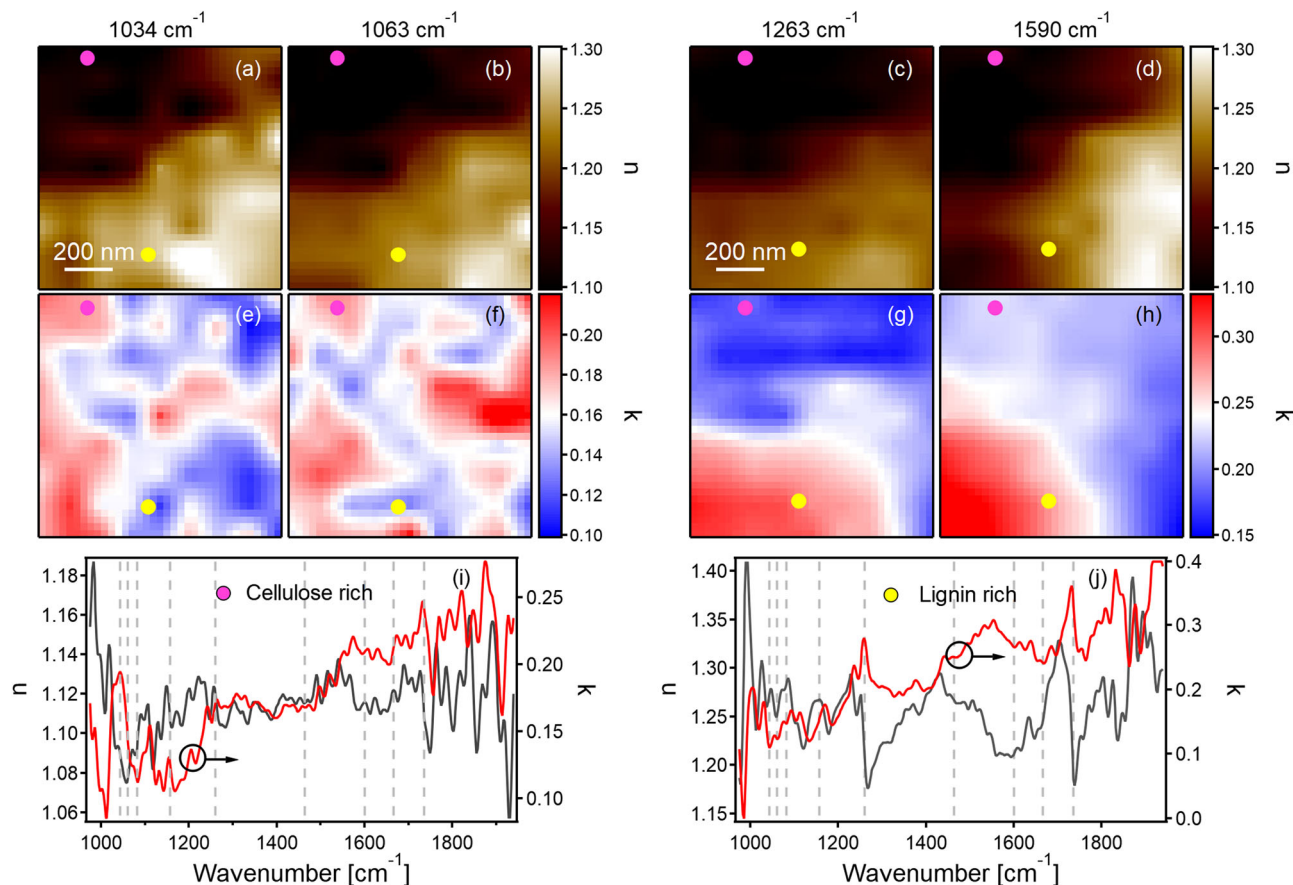 1034 cm⁻¹ 1063 cm⁻¹ 1263 cm⁻¹ 1590 cm⁻¹
(a) (b) 1.30 (c) (d) 1.30
1.25 1.25
1.20 n 1.20 n
1.15 1.15
200 nm 200 nm
1.10 1.10
(e) (f) (g) (h)
0.20 0.30
0.18
0.16 k 0.25 k
0.14 0.20
0.12
0.10 0.15
1.18 (i) 1.40 (j) 0.4
Cellulose rich Lignin rich
1.16 0.25 1.35
1.14 0.3
n 1.12 0.20 k n 1.30 0.2 k
1.10 1.25
0.15
1.08 1.20 0.1
1.06 0.10 1.15 0.0
1000 1200 1400 1600 1800 1000 1200 1400 1600 1800
Wavenumber [cm⁻¹] Wavenumber [cm⁻¹]